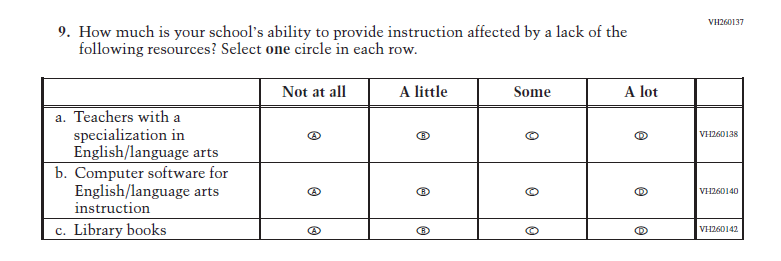 VH260137
9. How much is your school's ability to provide instruction affected by a lack of the
following resources? Select one circle in each row.
Not at all A little Some A lot
a. Teachers with a
specialization in
English/language arts
A B C D VH260138
b. Computer software for
English/language arts
instruction
A B C D VH260140
c. Library books A B C D VH260142